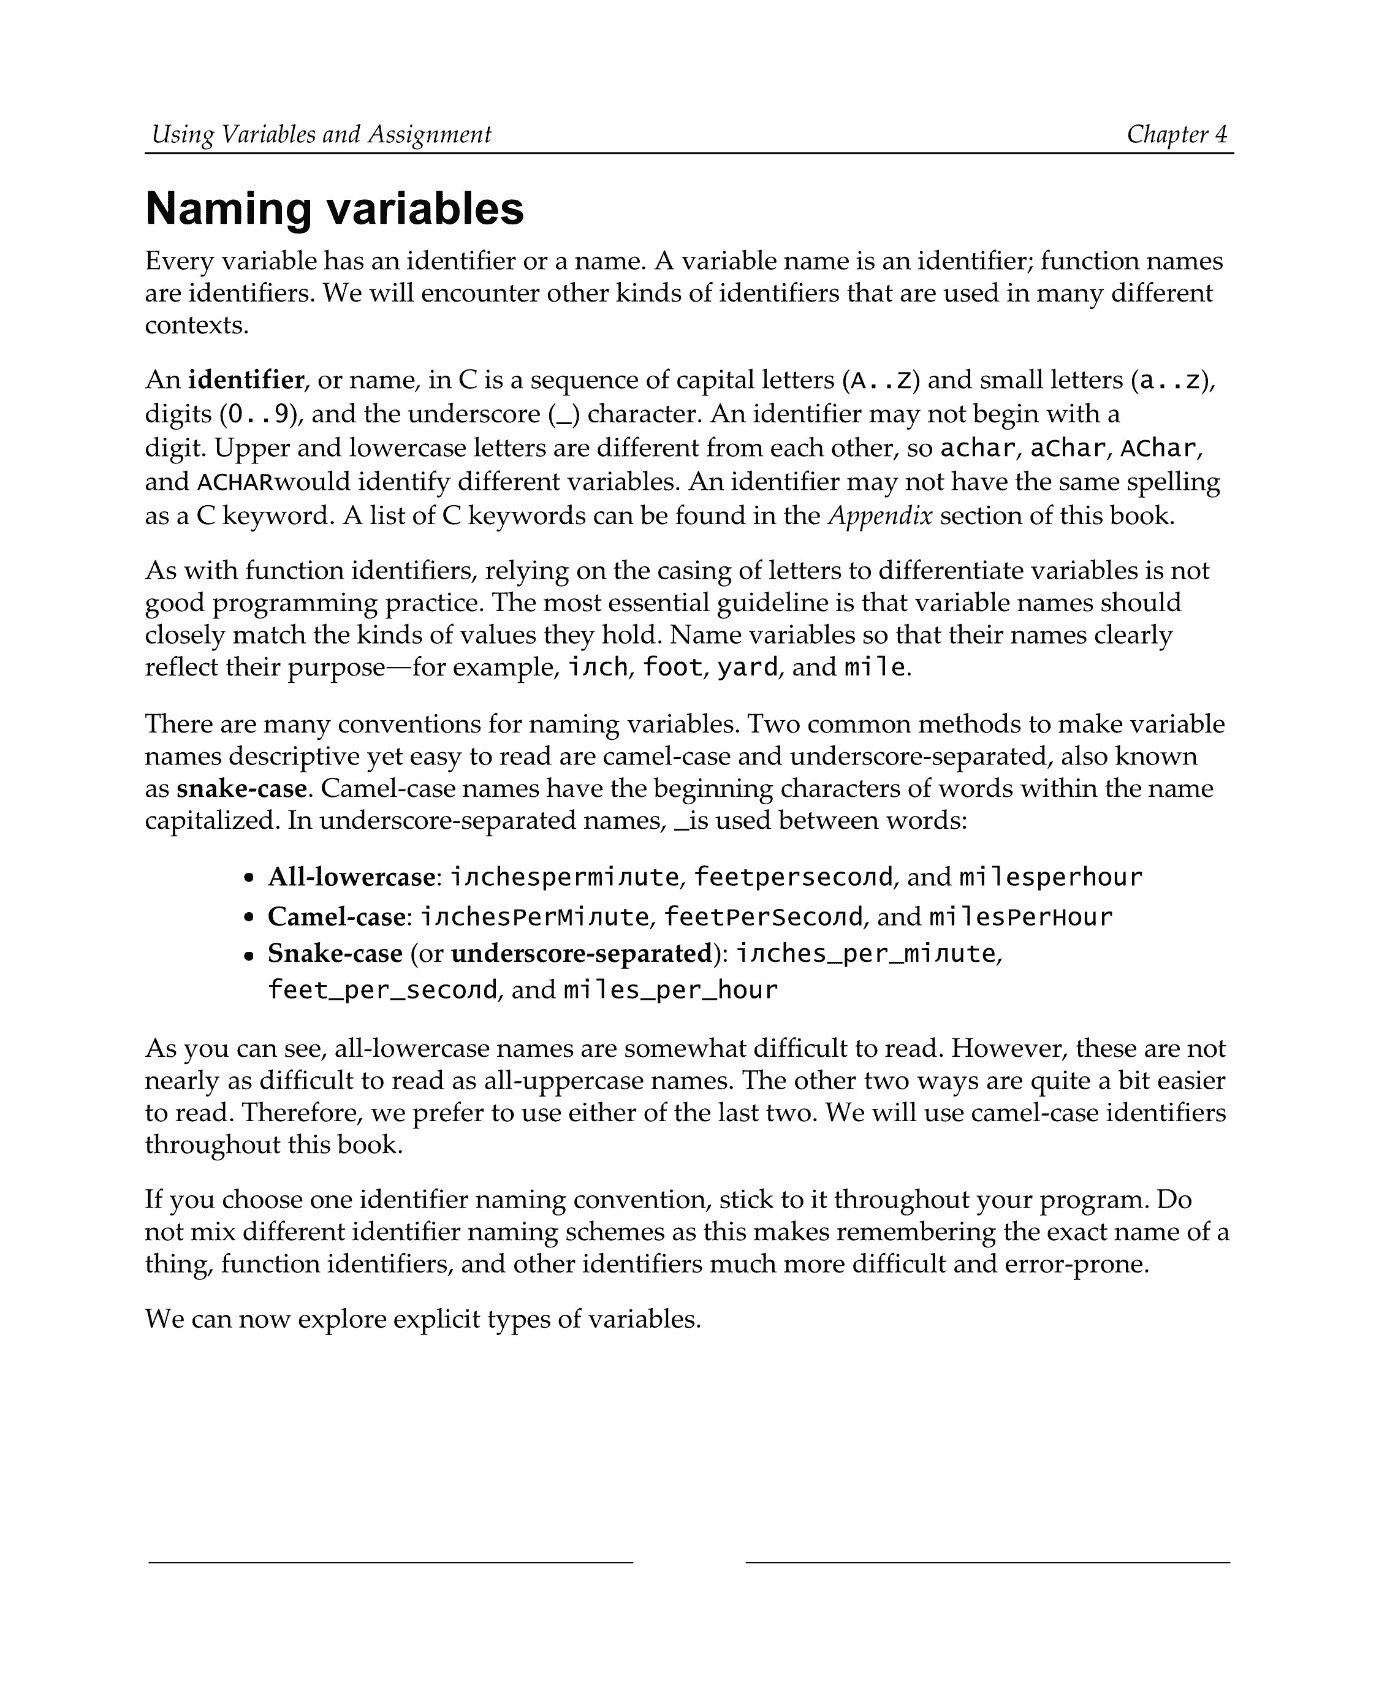 Using Variables and Assignment Chapter 4
Naming variables
Every variable has an identifier or a name. A variable name is an identifier; function names
are identifiers. We will encounter other kinds of identifiers that are used in many different
contexts.
An identifier, or name, in C is a sequence of capital letters (A..Z) and small letters (a..z),
digits (0..9), and the underscore (_) character. An identifier may not begin with a
digit. Upper and lowercase letters are different from each other, so achar, aChar, AChar,
and ACHARwould identify different variables. An identifier may not have the same spelling
as a C keyword. A list of C keywords can be found in the Appendix section of this book.
As with function identifiers, relying on the casing of letters to differentiate variables is not
good programming practice. The most essential guideline is that variable names should
closely match the kinds of values they hold. Name variables so that their names clearly
reflect their purpose—for example, iлch, foot, yard, and mile.
There are many conventions for naming variables. Two common methods to make variable
names descriptive yet easy to read are camel-case and underscore-separated, also known
as snake-case. Camel-case names have the beginning characters of words within the name
capitalized. In underscore-separated names, _is used between words:
• All-lowercase: iлchespermiлute, feetpersecoлd, and milesperhour
• Camel-case: iлchesPerMiлute, feetPerSecoлd, and milesPerHour
• Snake-case (or underscore-separated): iлches_per_miлute,
feet_per_secoлd, and miles_per_hour
As you can see, all-lowercase names are somewhat difficult to read. However, these are not
nearly as difficult to read as all-uppercase names. The other two ways are quite a bit easier
to read. Therefore, we prefer to use either of the last two. We will use camel-case identifiers
throughout this book.
If you choose one identifier naming convention, stick to it throughout your program. Do
not mix different identifier naming schemes as this makes remembering the exact name of a
thing, function identifiers, and other identifiers much more difficult and error-prone.
We can now explore explicit types of variables.